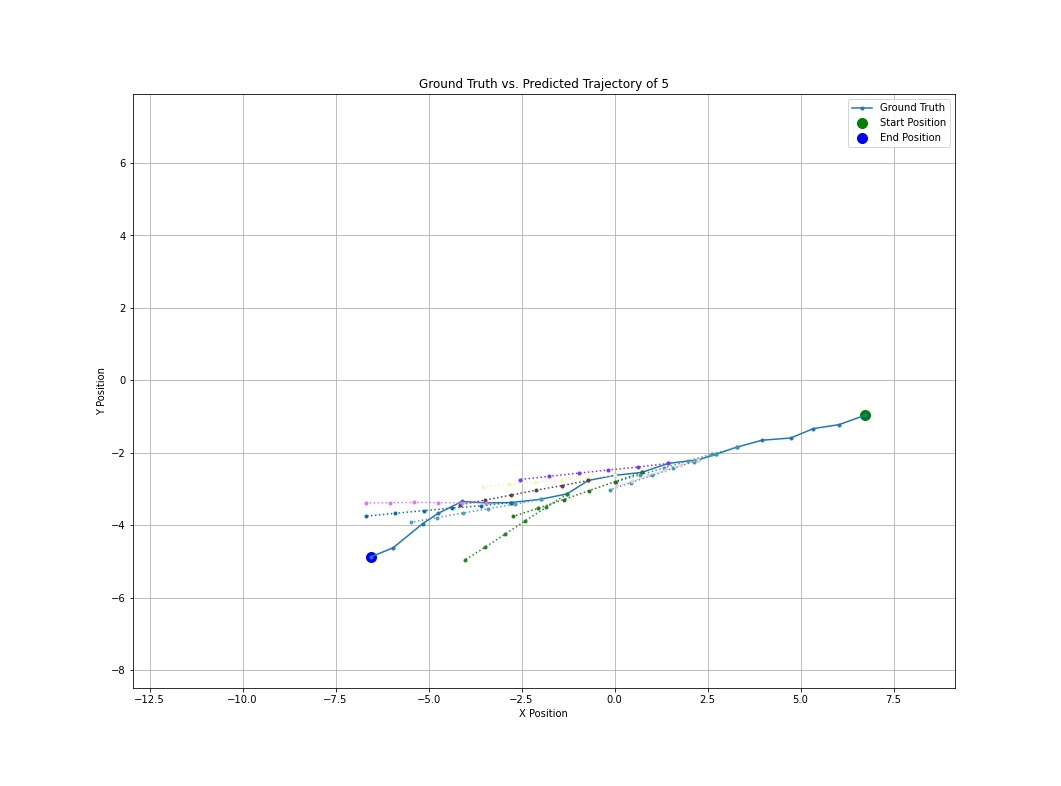 Ground Truth vs. Predicted Trajectory of 5
Ground Truth
Start Position
End Position
6
4
2
0
−2
−4
−6
−8
Y Position
−12.5
−10.0
−7.5
−5.0
−2.5
0.0
2.5
5.0
7.5
X Position